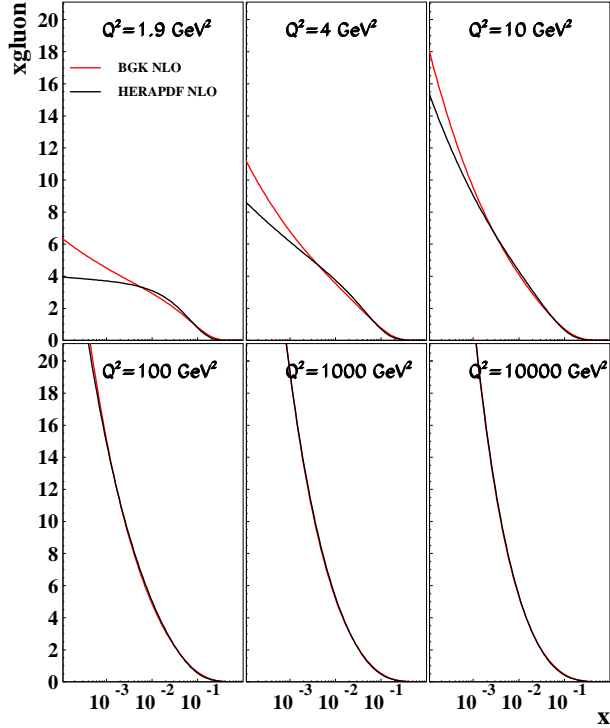 xgluon
Q²=1.9 GeV²
Q²=4 GeV²
Q²=10 GeV²
BGK NLO
HERAPDF NLO
20
18
16
14
12
10
8
6
4
2
0
Q²=100 GeV²
Q²=1000 GeV²
Q²=10000 GeV²
20
18
16
14
12
10
8
6
4
2
0
10⁻³ 10⁻² 10⁻¹ 10⁻³ 10⁻² 10⁻¹ 10⁻³ 10⁻² 10⁻¹
x